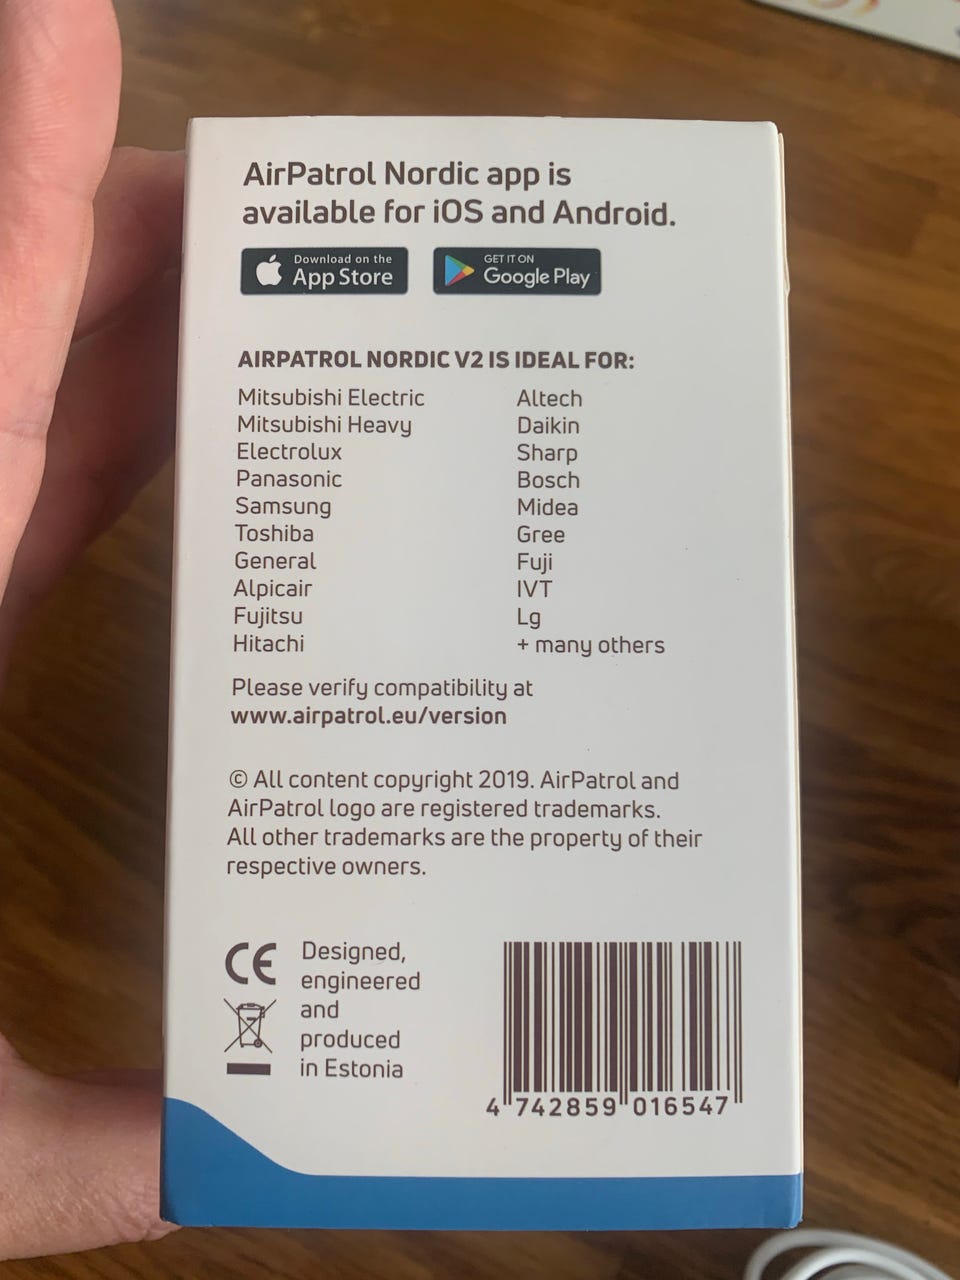 AirPatrol Nordic app is
available for iOS and Android.
Download on the
App Store
GET IT ON
Google Play
AIRPATROL NORDIC V2 IS IDEAL FOR:
Mitsubishi Electric
Mitsubishi Heavy
Electrolux
Panasonic
Samsung
Toshiba
General
Alpicair
Fujitsu
Hitachi
Altech
Daikin
Sharp
Bosch
Midea
Gree
Fuji
IVT
Lg
+ many others
Please verify compatibility at
www.airpatrol.eu/version
© All content copyright 2019. AirPatrol and
AirPatrol logo are registered trademarks.
All other trademarks are the property of their
respective owners.
CE
Designed,
engineered
and
produced
in Estonia
4 742859 016547